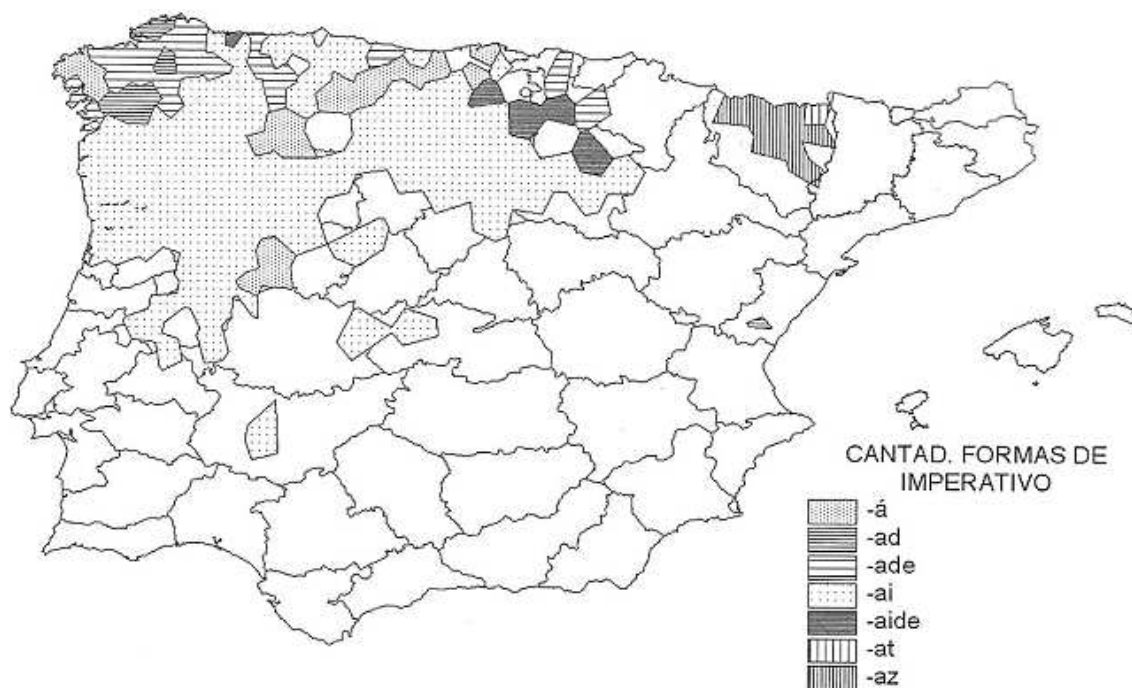 CANTAD. FORMAS DE
IMPERATIVO
-á
-ad
-ade
-ai
-aide
-at
-az